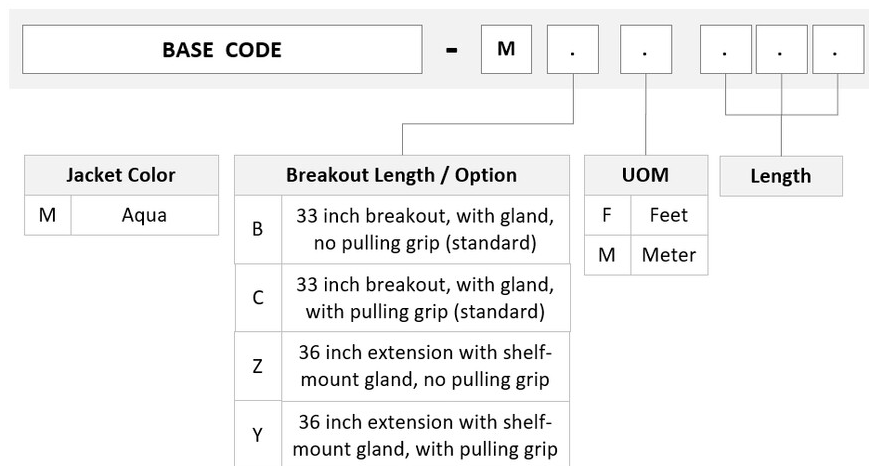 BASE CODE - M . . . . .
Jacket Color
M Aqua
Breakout Length / Option
B 33 inch breakout, with gland,
no pulling grip (standard)
C 33 inch breakout, with gland,
with pulling grip (standard)
Z 36 inch extension with shelf-
mount gland, no pulling grip
Y 36 inch extension with shelf-
mount gland, with pulling grip
UOM
F Feet
M Meter
Length